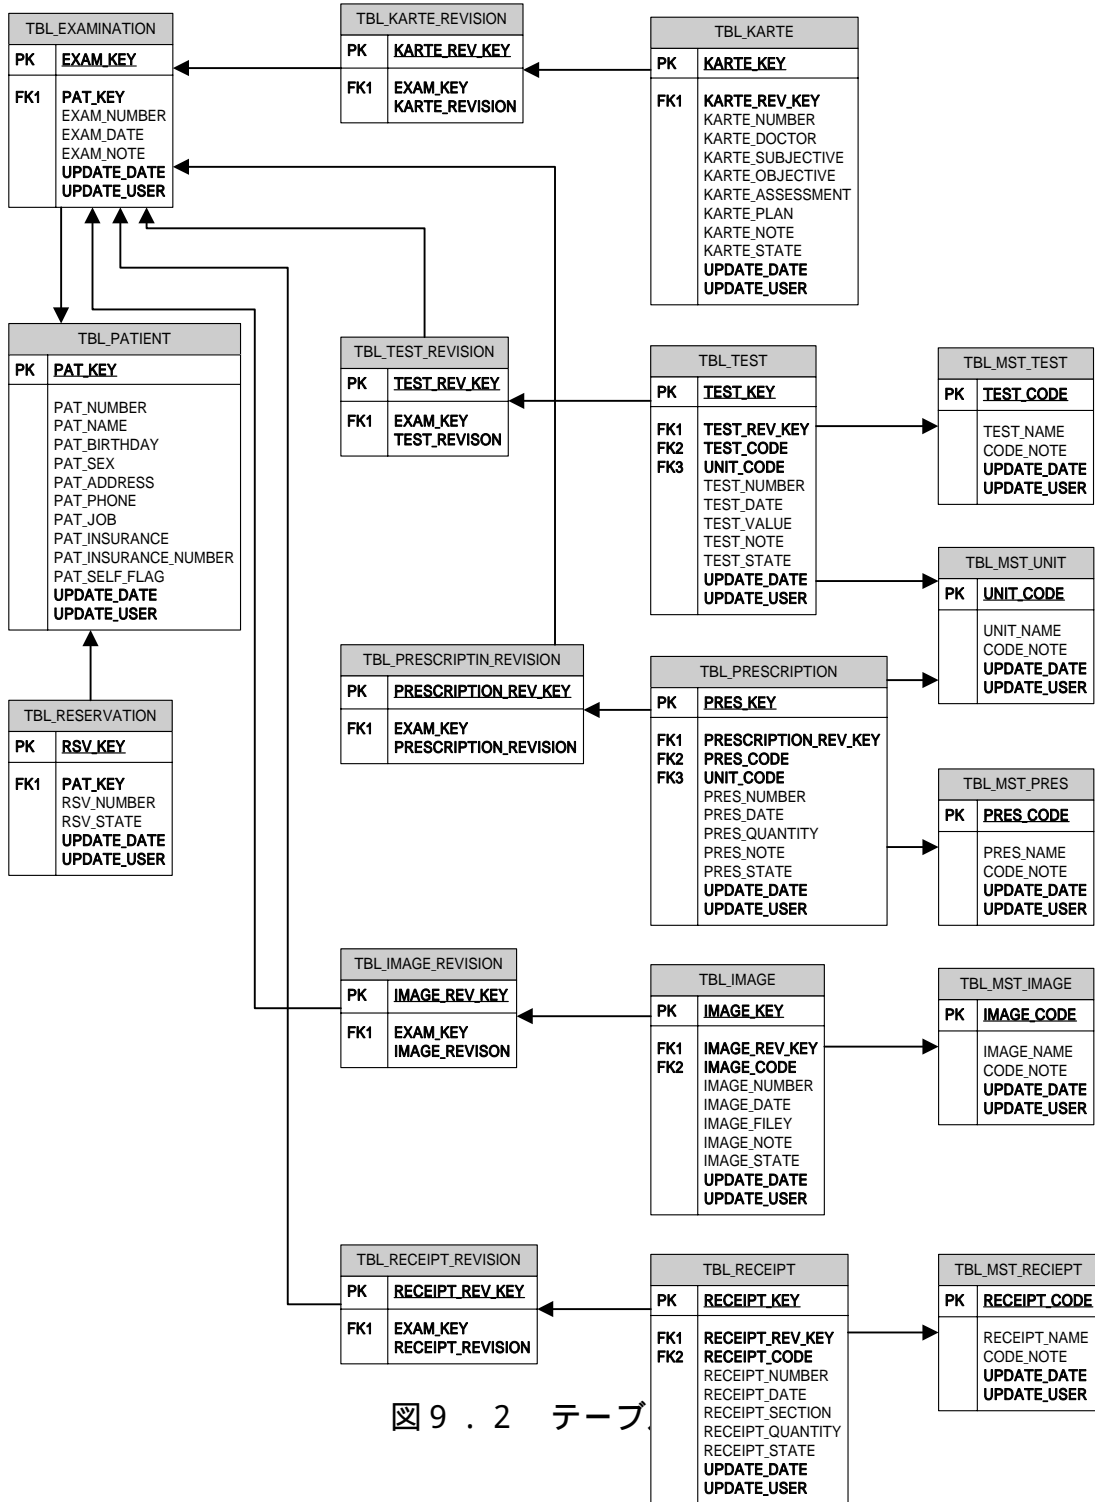 TBL_EXAMINATION
PK EXAM_KEY
FK1 PAT_KEY
EXAM_NUMBER
EXAM_DATE
EXAM_NOTE
UPDATE_DATE
UPDATE_USER
TBL_KARTE_REVISION
PK KARTE_REV_KEY
FK1 EXAM_KEY
KARTE_REVISION
TBL_KARTE
PK KARTE_KEY
FK1 KARTE_REV_KEY
KARTE_NUMBER
KARTE_DOCTOR
KARTE_SUBJECTIVE
KARTE_OBJECTIVE
KARTE_ASSESSMENT
KARTE_PLAN
KARTE_NOTE
KARTE_STATE
UPDATE_DATE
UPDATE_USER
TBL_PATIENT
PK PAT_KEY
PAT_NUMBER
PAT_NAME
PAT_BIRTHDAY
PAT_SEX
PAT_ADDRESS
PAT_PHONE
PAT_JOB
PAT_INSURANCE
PAT_INSURANCE_NUMBER
PAT_SELF_FLAG
UPDATE_DATE
UPDATE_USER
TBL_TEST_REVISION
PK TEST_REV_KEY
FK1 EXAM_KEY
TEST_REVISON
TBL_TEST
PK TEST_KEY
FK1 TEST_REV_KEY
FK2 TEST_CODE
FK3 UNIT_CODE
TEST_NUMBER
TEST_DATE
TEST_VALUE
TEST_NOTE
TEST_STATE
UPDATE_DATE
UPDATE_USER
TBL_MST_TEST
PK TEST_CODE
TEST_NAME
CODE_NOTE
UPDATE_DATE
UPDATE_USER
TBL_MST_UNIT
PK UNIT_CODE
UNIT_NAME
CODE_NOTE
UPDATE_DATE
UPDATE_USER
TBL_RESERVATION
PK RSV_KEY
FK1 PAT_KEY
RSV_NUMBER
RSV_STATE
UPDATE_DATE
UPDATE_USER
TBL_PRESCRIPTIN_REVISION
PK PRESCRIPTION_REV_KEY
FK1 EXAM_KEY
PRESCRIPTION_REVISION
TBL_PRESCRIPTION
PK PRES_KEY
FK1 PRESCRIPTION_REV_KEY
FK2 PRES_CODE
FK3 UNIT_CODE
PRES_NUMBER
PRES_DATE
PRES_QUANTITY
PRES_NOTE
PRES_STATE
UPDATE_DATE
UPDATE_USER
TBL_MST_PRES
PK PRES_CODE
PRES_NAME
CODE_NOTE
UPDATE_DATE
UPDATE_USER
TBL_IMAGE_REVISION
PK IMAGE_REV_KEY
FK1 EXAM_KEY
IMAGE_REVISON
TBL_IMAGE
PK IMAGE_KEY
FK1 IMAGE_REV_KEY
FK2 IMAGE_CODE
IMAGE_NUMBER
IMAGE_DATE
IMAGE_FILEY
IMAGE_NOTE
IMAGE_STATE
UPDATE_DATE
UPDATE_USER
TBL_MST_IMAGE
PK IMAGE_CODE
IMAGE_NAME
CODE_NOTE
UPDATE_DATE
UPDATE_USER
TBL_RECEIPT_REVISION
PK RECEIPT_REV_KEY
FK1 EXAM_KEY
RECEIPT_REVISION
TBL_RECEIPT
PK RECEIPT_KEY
FK1 RECEIPT_REV_KEY
FK2 RECEIPT_CODE
RECEIPT_NUMBER
RECEIPT_DATE
RECEIPT_SECTION
RECEIPT_QUANTITY
RECEIPT_STATE
UPDATE_DATE
UPDATE_USER
TBL_MST_RECIEPT
PK RECEIPT_CODE
RECEIPT_NAME
CODE_NOTE
UPDATE_DATE
UPDATE_USER
図９．２